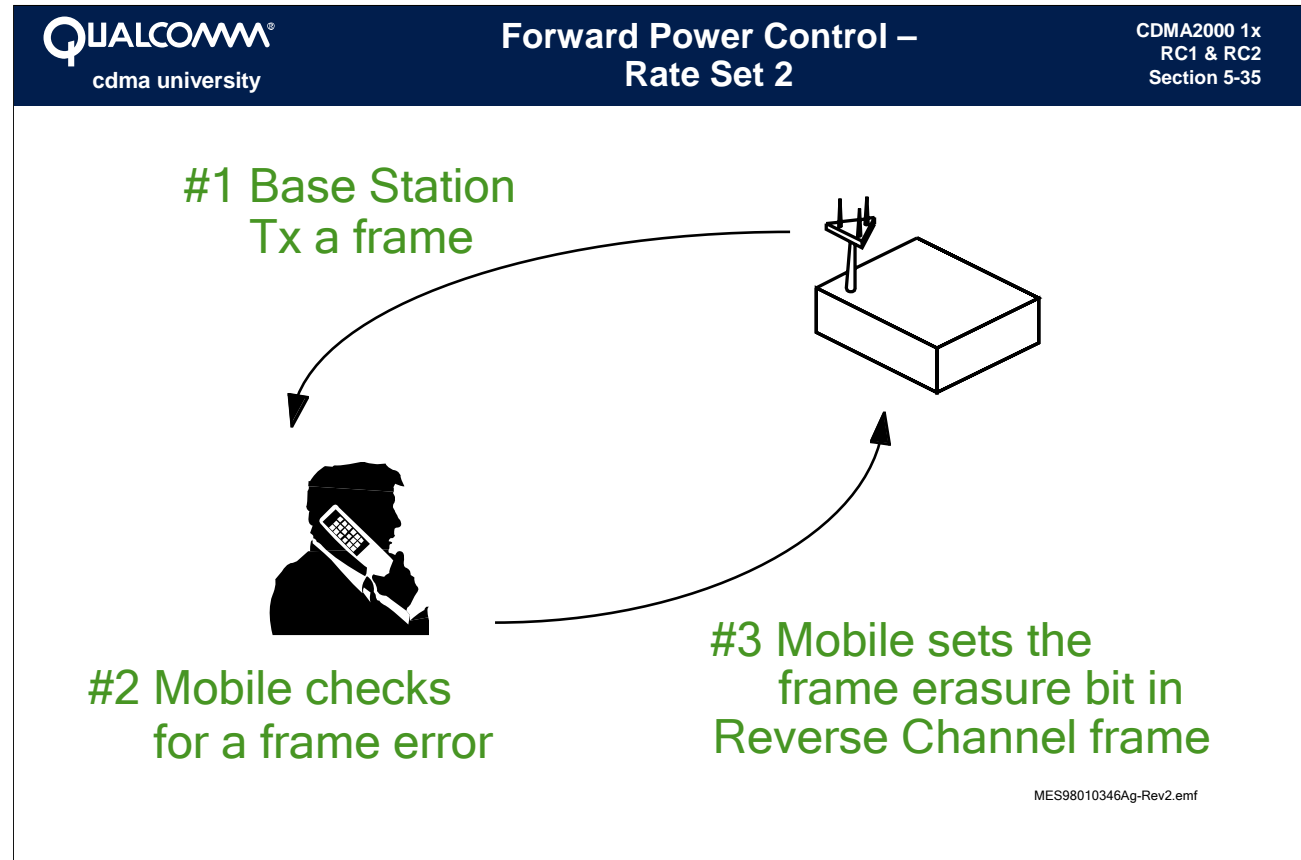 QUALCOMM®
cdma university
Forward Power Control –
Rate Set 2
CDMA2000 1x
RC1 & RC2
Section 5-35
#1 Base Station
Tx a frame
#2 Mobile checks
for a frame error
#3 Mobile sets the
frame erasure bit in
Reverse Channel frame
MES98010346Ag-Rev2.emf